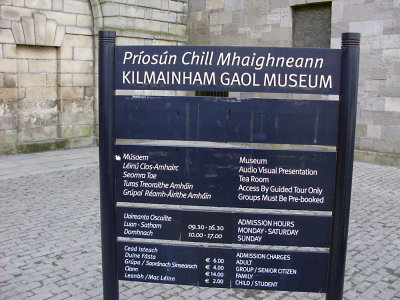 Príosún Chill Mhaighneann
KILMAINHAM GAOL MUSEUM
Músaem Museum
Léiriú Clos-Amhairc Audio Visual Presentation
Seomra Tae Tea Room
Turas Treoraithe Amháin Access By Guided Tour Only
Grúpaí Réamh-Áirithe Amháin Groups Must Be Pre-booked
Uaireanta Oscailte ADMISSION HOURS
Luan - Satharn 09.30 - 16.30 MONDAY - SATURDAY
Domhnach 10.00 - 17.00 SUNDAY
Cead Isteach ADMISSION CHARGES
Duine Fásta € 6.00 ADULT
Grúpa / Saoránach Sinsearach € 4.00 GROUP / SENIOR CITIZEN
Clann € 14.00 FAMILY
Leanbh / Mac Léinn € 2.00 CHILD / STUDENT